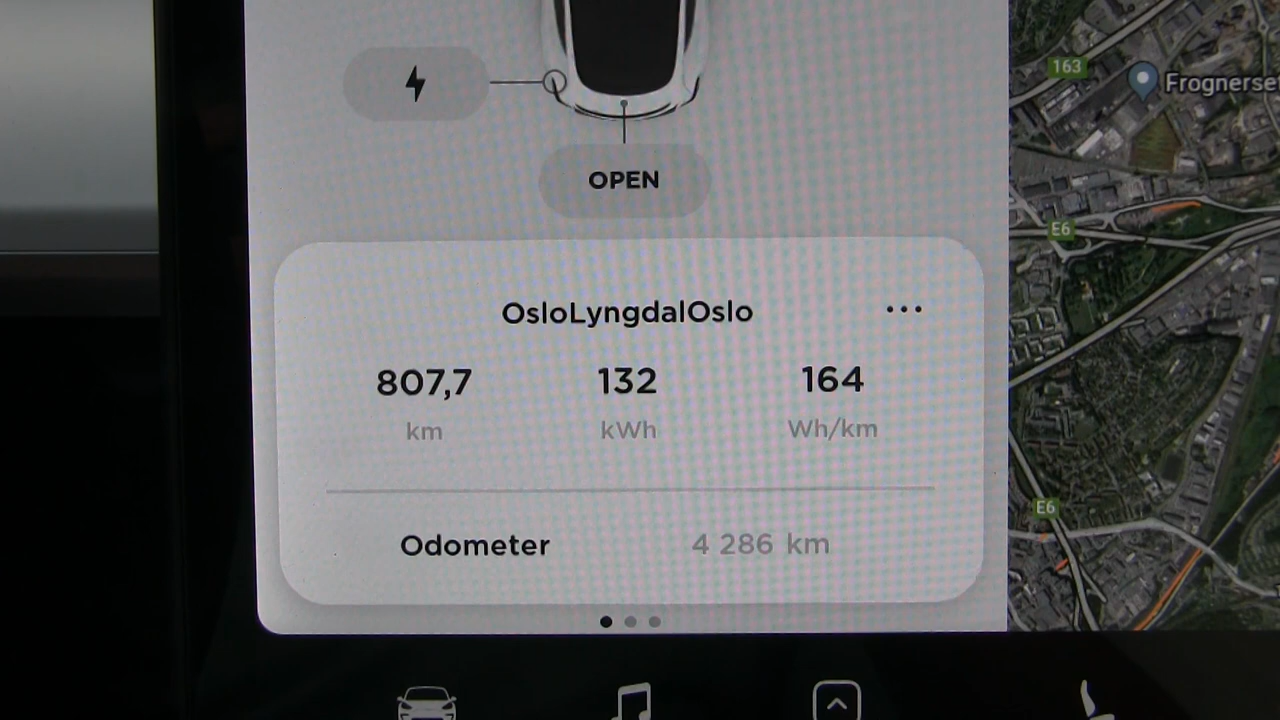 163
Frognerset
OPEN
E6
OsloLyngdalOslo
807,7 132 164
km kWh Wh/km
E6
Odometer 4 286 km